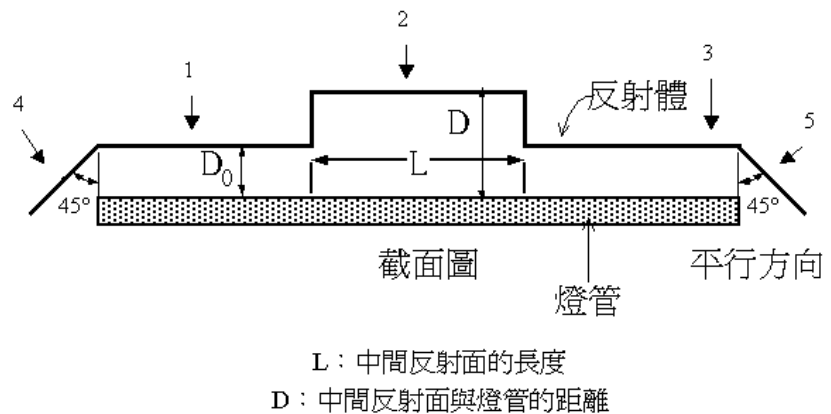 2
1
3
4
反射體
D
5
D₀
L
45°
45°
截面圖
平行方向
燈管
L：中間反射面的長度
D：中間反射面與燈管的距離